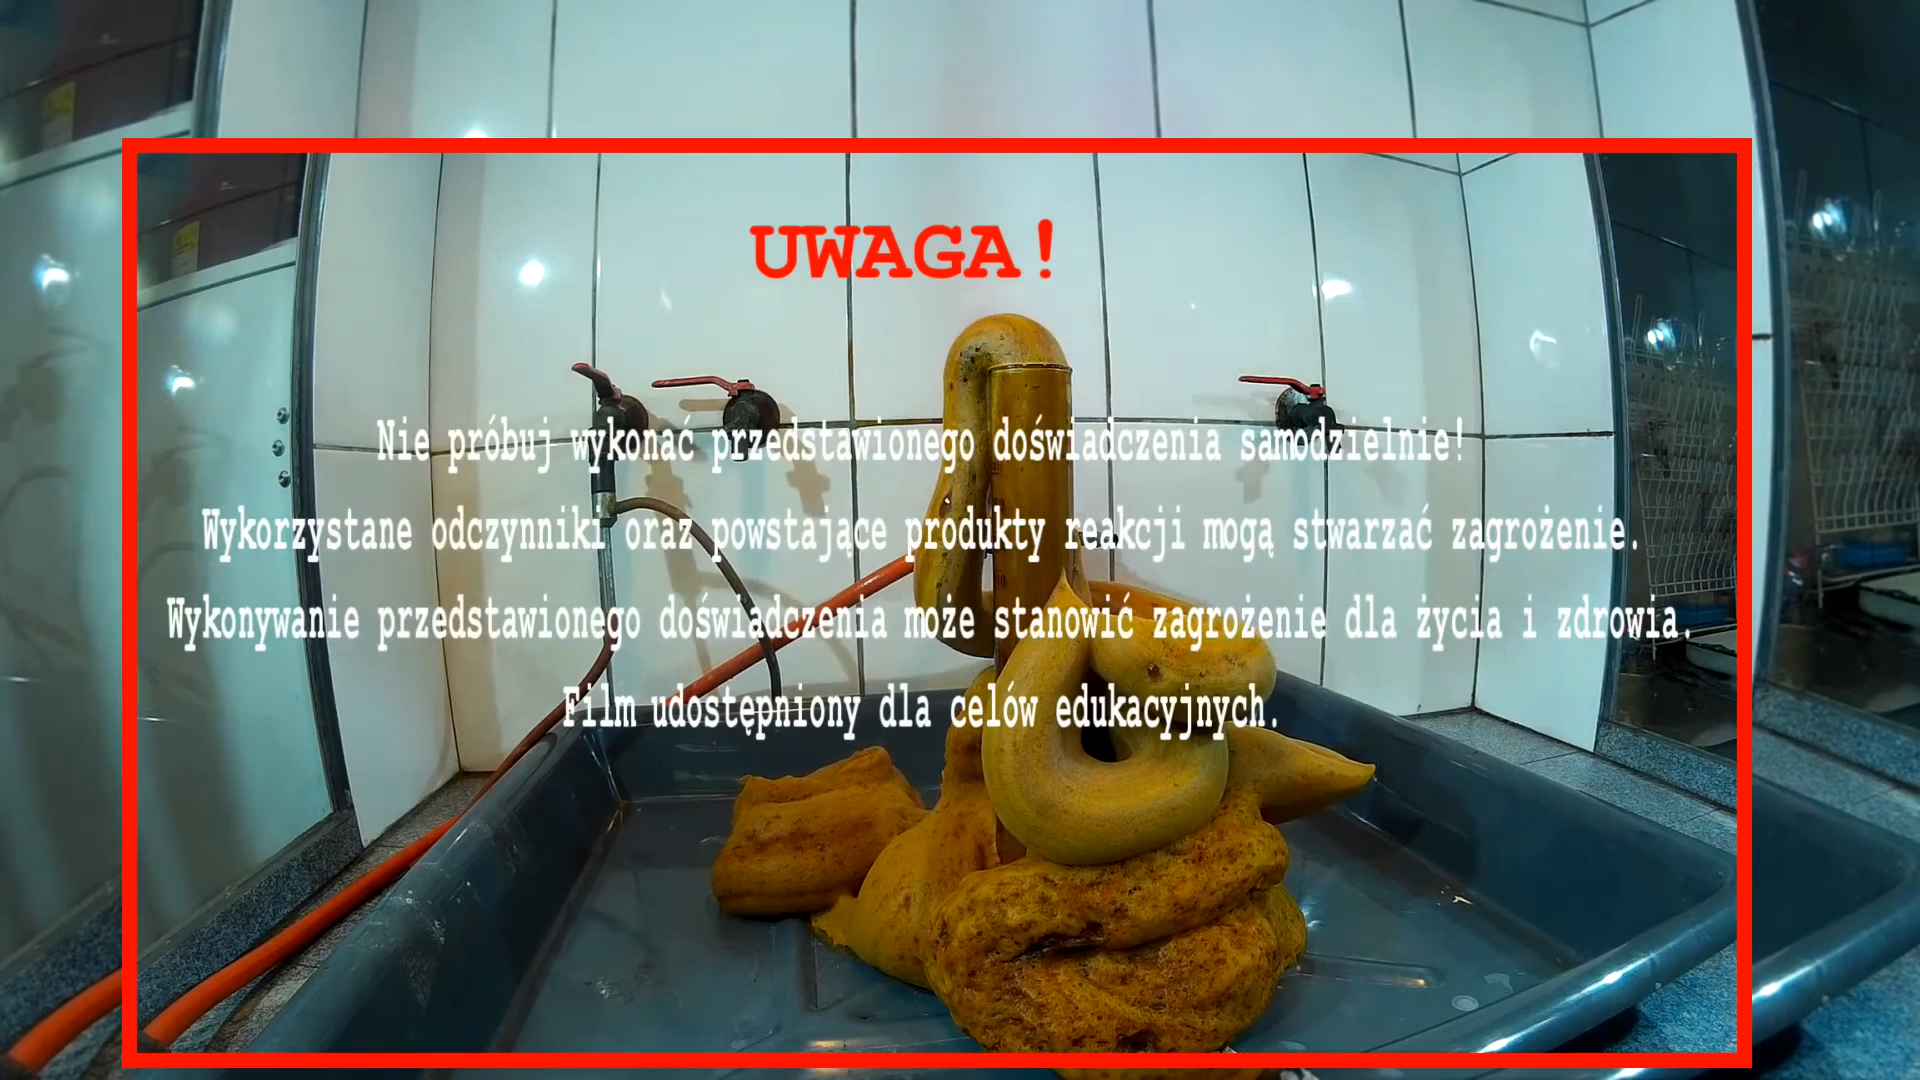 UWAGA!
Nie próbuj wykonać przedstawionego doświadczenia samodzielnie!
Wykorzystane odczynniki oraz powstające produkty reakcji mogą stwarzać zagrożenie.
Wykonywanie przedstawionego doświadczenia może stanowić zagrożenie dla życia i zdrowia.
Film udostępniony dla celów edukacyjnych.